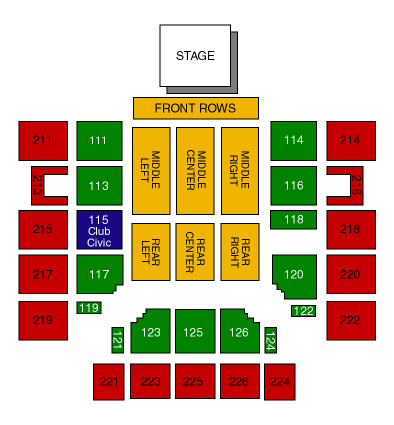 STAGE
FRONT ROWS
211
111
MIDDLE
LEFT
MIDDLE
CENTER
MIDDLE
RIGHT
114
214
213
113
116
216
215
115
Club
Civic
118
218
217
117
REAR
LEFT
REAR
CENTER
REAR
RIGHT
120
220
219
119
122
222
121
123
125
126
124
221
223
225
226
224